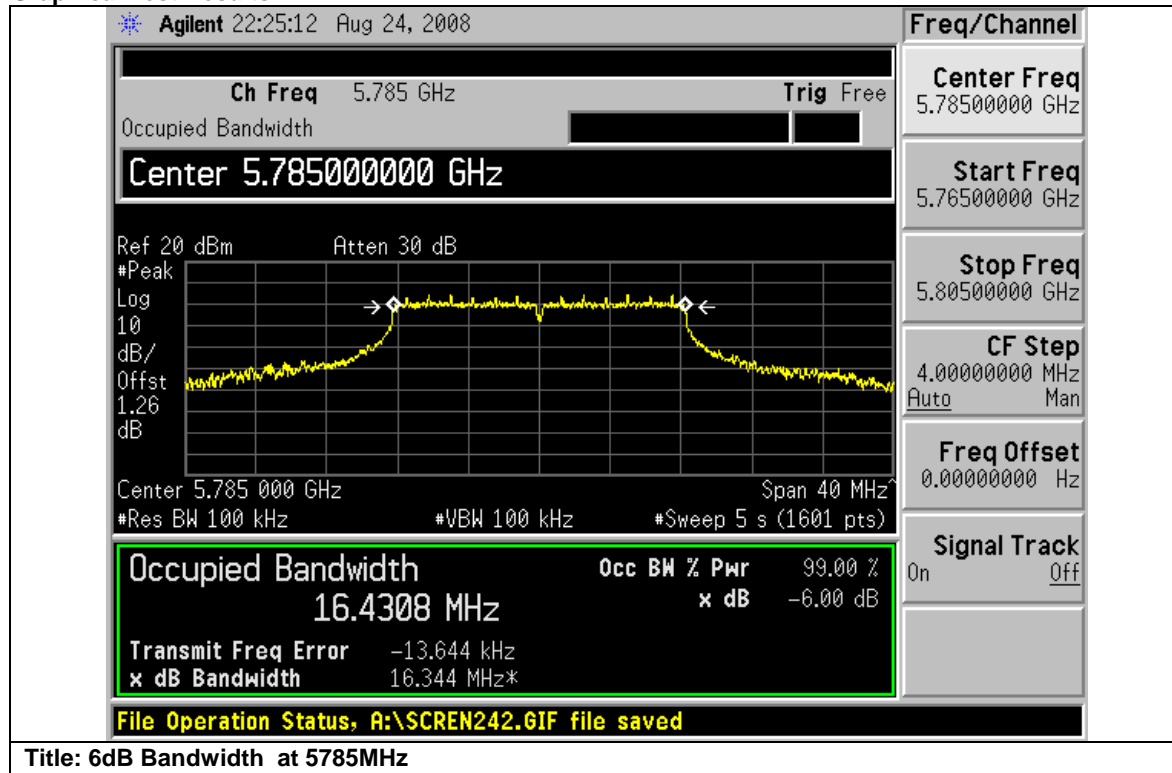 Agilent 22:25:12 Aug 24, 2008
Freq/Channel
Ch Freq 5.785 GHz Trig Free
Occupied Bandwidth
Center 5.785000000 GHz
Ref 20 dBm Atten 30 dB
#Peak
Log
10
dB/
Offst
1.26
dB
Center 5.785 000 GHz Span 40 MHz^
#Res BW 100 kHz #VBW 100 kHz #Sweep 5 s (1601 pts)
Occupied Bandwidth Occ BW % Pwr 99.00 %
16.4308 MHz x dB -6.00 dB
Transmit Freq Error -13.644 kHz
x dB Bandwidth 16.344 MHz*
File Operation Status, A:\SCREN242.GIF file saved
Center Freq
5.78500000 GHz
Start Freq
5.76500000 GHz
Stop Freq
5.80500000 GHz
CF Step
4.00000000 MHz
Auto Man
Freq Offset
0.00000000 Hz
Signal Track
On Off
Title: 6dB Bandwidth at 5785MHz